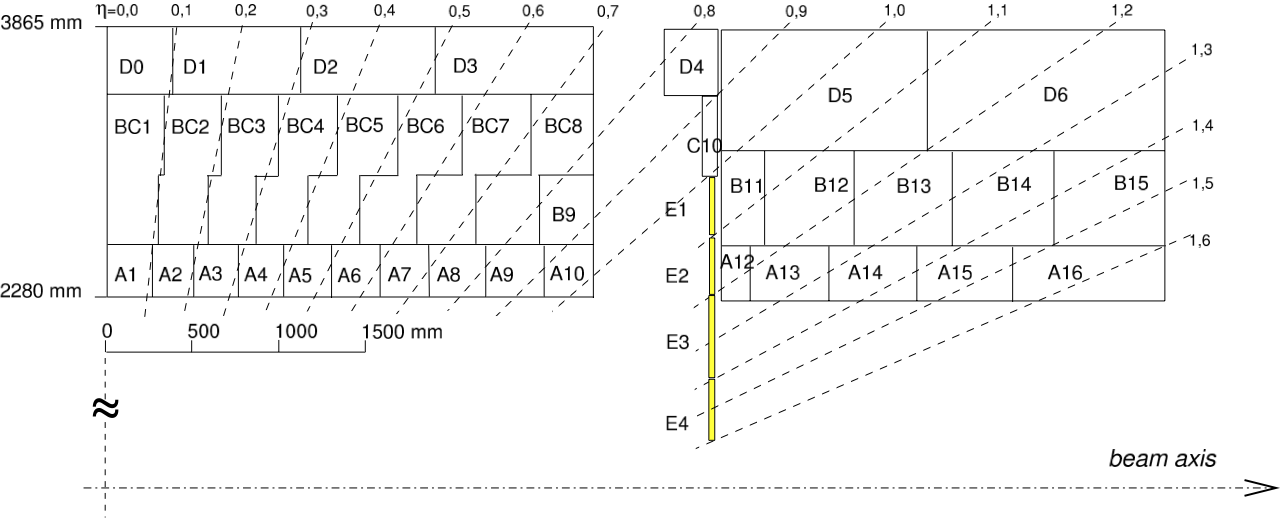 η=0,0 0,1 0,2 0,3 0,4 0,5 0,6 0,7 0,8 0,9 1,0 1,1 1,2
3865 mm
1,3
D0 D1 D2 D3 D4 D5 D6
1,4
BC1 BC2 BC3 BC4 BC5 BC6 BC7 BC8 C10
1,5
B9 E1 B11 B12 B13 B14 B15
1,6
A1 A2 A3 A4 A5 A6 A7 A8 A9 A10 E2 A12 A13 A14 A15 A16
2280 mm
0 500 1000 1500 mm
E3
E4
beam axis